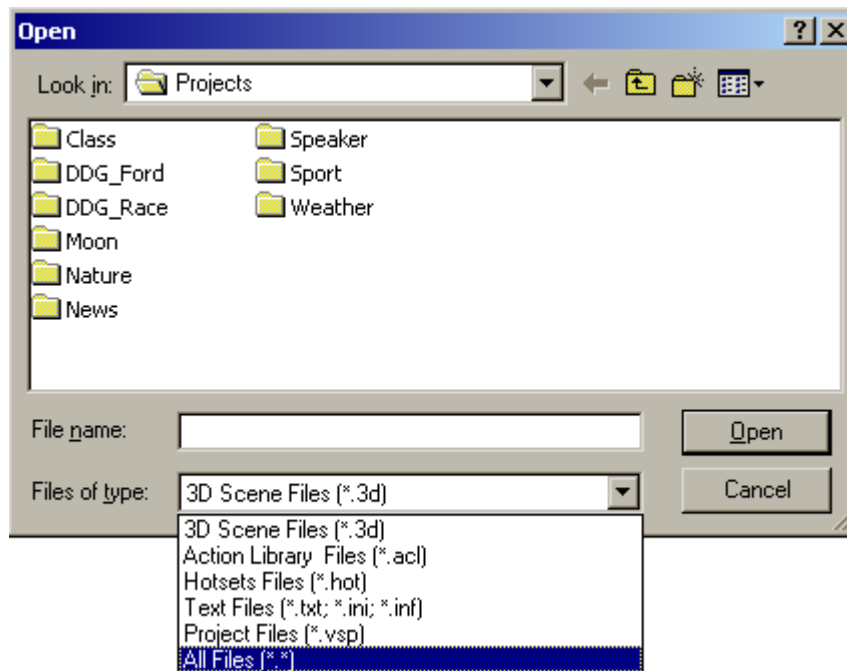 Open
Look in: Projects
Class Speaker
DDG_Ford Sport
DDG_Race Weather
Moon
Nature
News
File name: Open
Files of type: 3D Scene Files (*.3d) Cancel
3D Scene Files (*.3d)
Action Library  Files (*.acl)
Hotsets Files (*.hot)
Text Files (*.txt; *.ini; *.inf)
Project Files (*.vsp)
All Files (*.*)